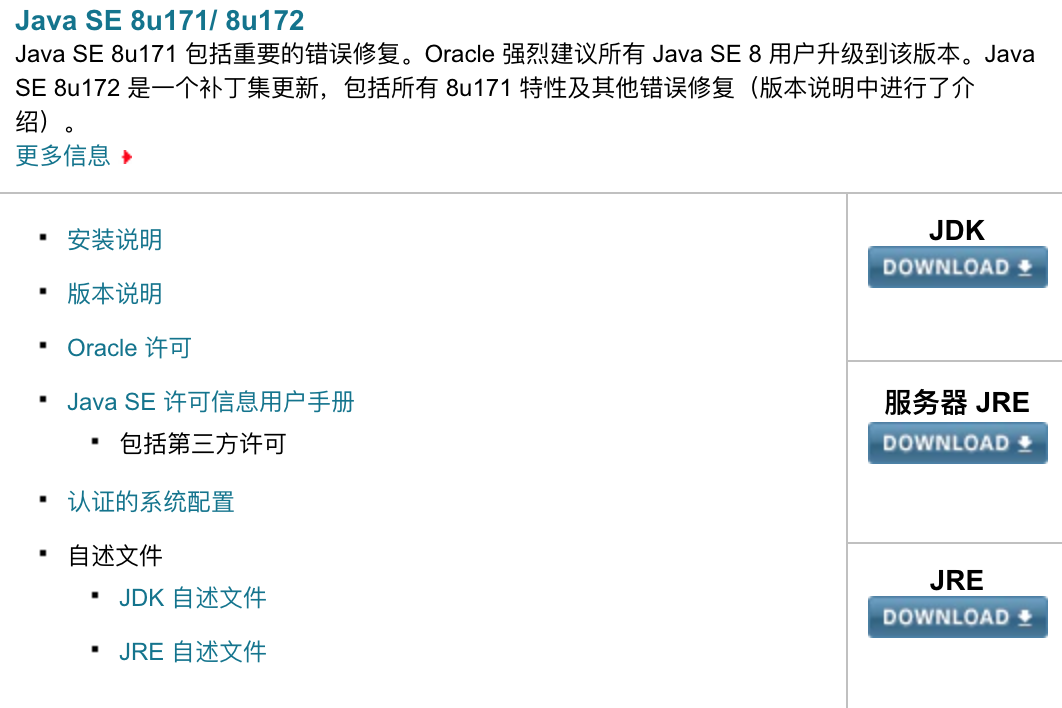 Java SE 8u171/ 8u172
Java SE 8u171 包括重要的错误修复。Oracle 强烈建议所有 Java SE 8 用户升级到该版本。Java
SE 8u172 是一个补丁集更新，包括所有 8u171 特性及其他错误修复（版本说明中进行了介
绍）。
更多信息
安装说明
版本说明
Oracle 许可
Java SE 许可信息用户手册
包括第三方许可
认证的系统配置
自述文件
JDK 自述文件
JRE 自述文件
JDK
DOWNLOAD
服务器 JRE
DOWNLOAD
JRE
DOWNLOAD